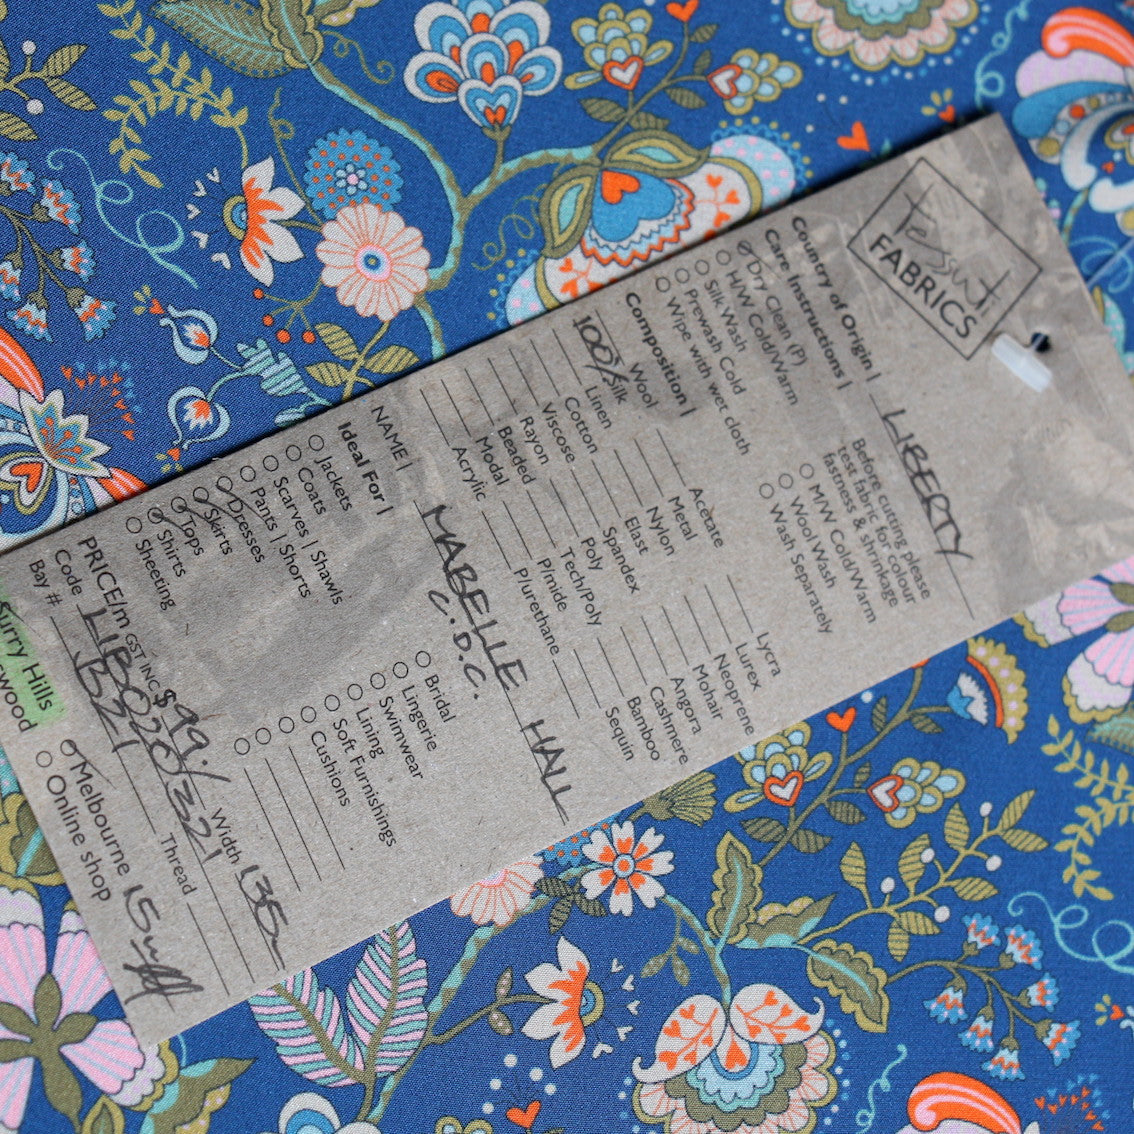 Tessuti
FABRICS
Country of Origin | LIBERTY
Care Instructions |
Dry Clean (P)
H/W Cold/Warm
Silk Wash
Prewash Cold
Wipe with wet cloth
Before cutting please
test fabric for colour
fastness & shrinkage
M/W Cold/Warm
Wool Wash
Wash Separately
Composition |
Wool
100% Silk
Linen
Cotton
Viscose
Rayon
Beaded
Modal
Acrylic
Acetate
Metal
Nylon
Elast
Spandex
Poly
Tech/Poly
P/mide
P/urethane
Lycra
Lurex
Neoprene
Mohair
Angora
Cashmere
Bamboo
Sequin
NAME | MABELLE HALL
C.D.C.
Ideal For |
Jackets
Coats
Scarves | Shawls
Pants | Shorts
Dresses
Skirts
Tops
Shirts
Sheeting
Bridal
Lingerie
Swimwear
Lining
Soft Furnishings
Cushions
PRICE/m GST INC $99./ Width 135
Code LIB020/221 Thread
Bay # B21
Surry Hills
Melbourne
Online shop